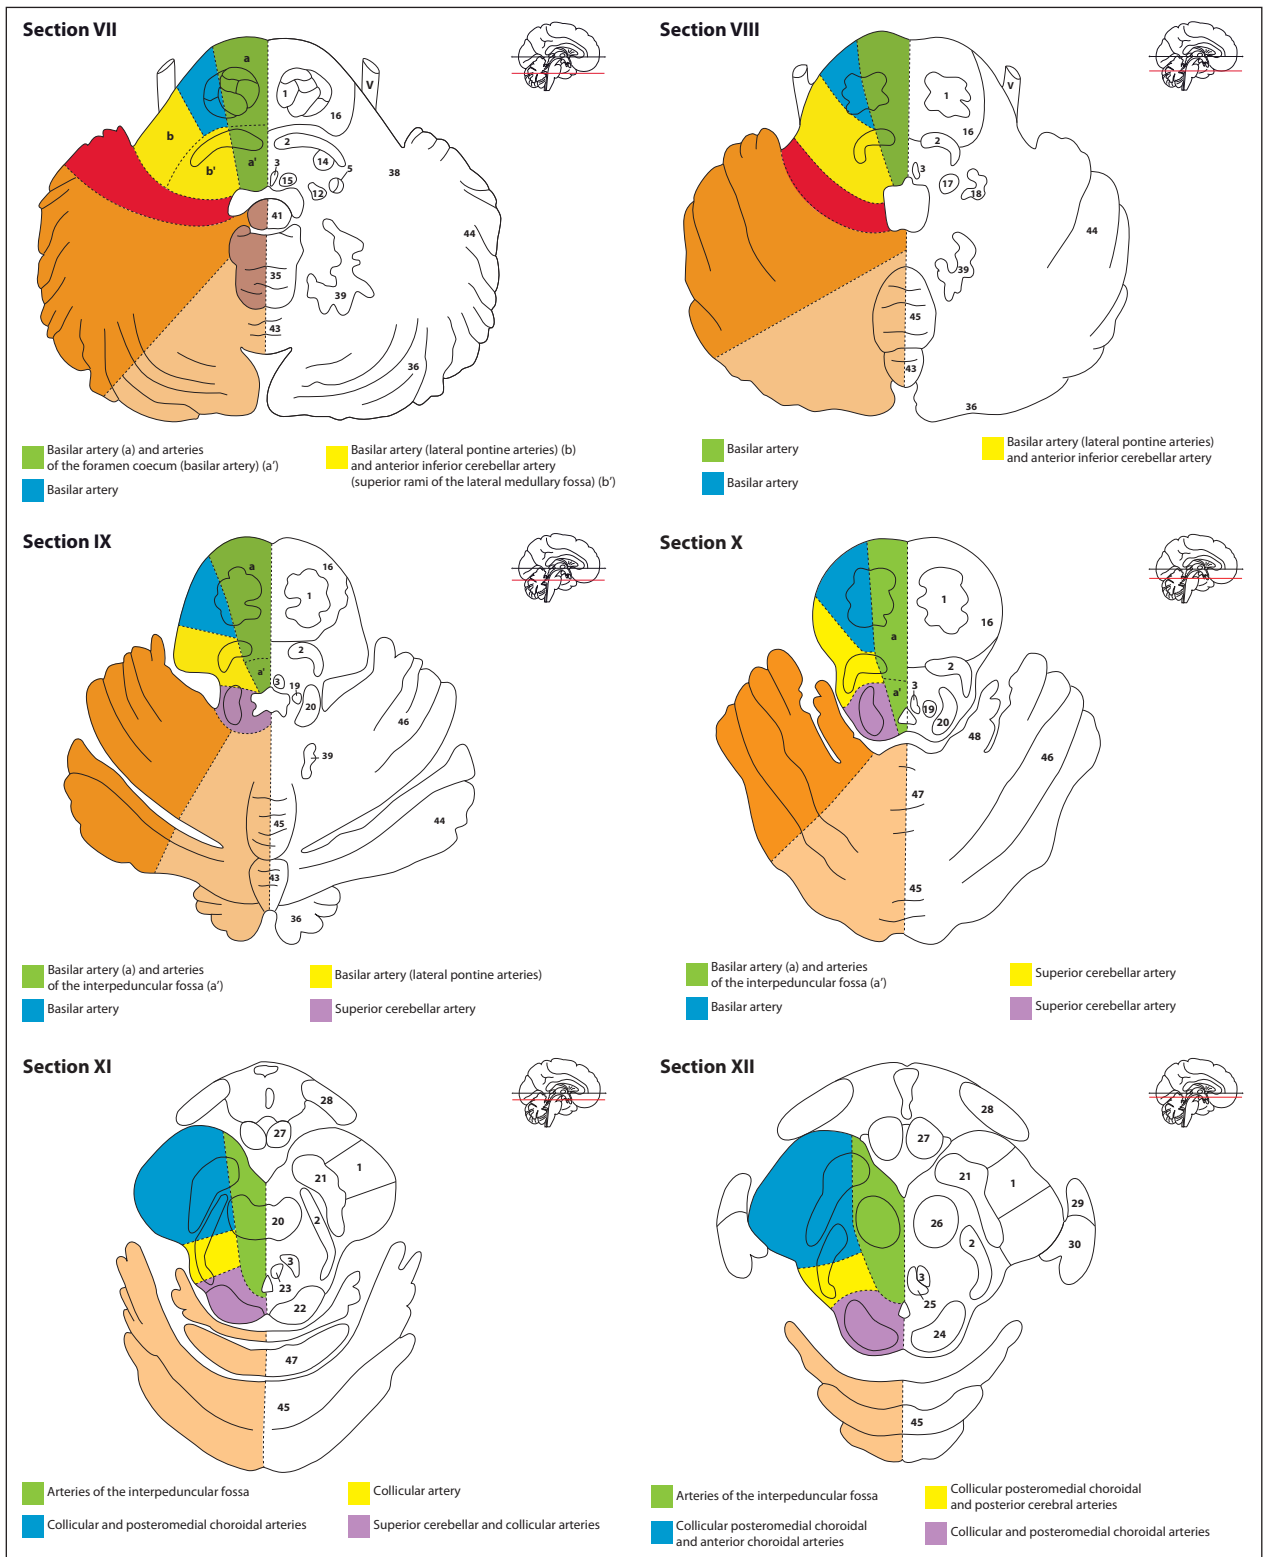 Section VII
a
V
1
16
b
2
b'
a'
3
14
5
15
12
38
41
44
35
39
43
36
Basilar artery (a) and arteries
of the foramen coecum (basilar artery) (a′)
Basilar artery
Basilar artery (lateral pontine arteries) (b)
and anterior inferior cerebellar artery
(superior rami of the lateral medullary fossa) (b′)
Section VIII
V
1
16
2
3
17
18
44
39
45
43
36
Basilar artery
Basilar artery
Basilar artery (lateral pontine arteries)
and anterior inferior cerebellar artery
Section IX
a
16
1
2
a'
3
19
20
46
39
45
44
43
36
Basilar artery (a) and arteries
of the interpeduncular fossa (a′)
Basilar artery
Basilar artery (lateral pontine arteries)
Superior cerebellar artery
Section X
1
16
a
2
3
a'
19
20
48
46
47
45
Basilar artery (a) and arteries
of the interpeduncular fossa (a′)
Basilar artery
Superior cerebellar artery
Superior cerebellar artery
Section XI
28
27
1
21
20
2
3
23
22
47
45
Arteries of the interpeduncular fossa
Collicular and posteromedial choroidal arteries
Collicular artery
Superior cerebellar and collicular arteries
Section XII
28
27
21
1
29
26
2
30
3
25
24
45
Arteries of the interpeduncular fossa
Collicular posteromedial choroidal
and anterior choroidal arteries
Collicular posteromedial choroidal
and posterior cerebral arteries
Collicular and posteromedial choroidal arteries